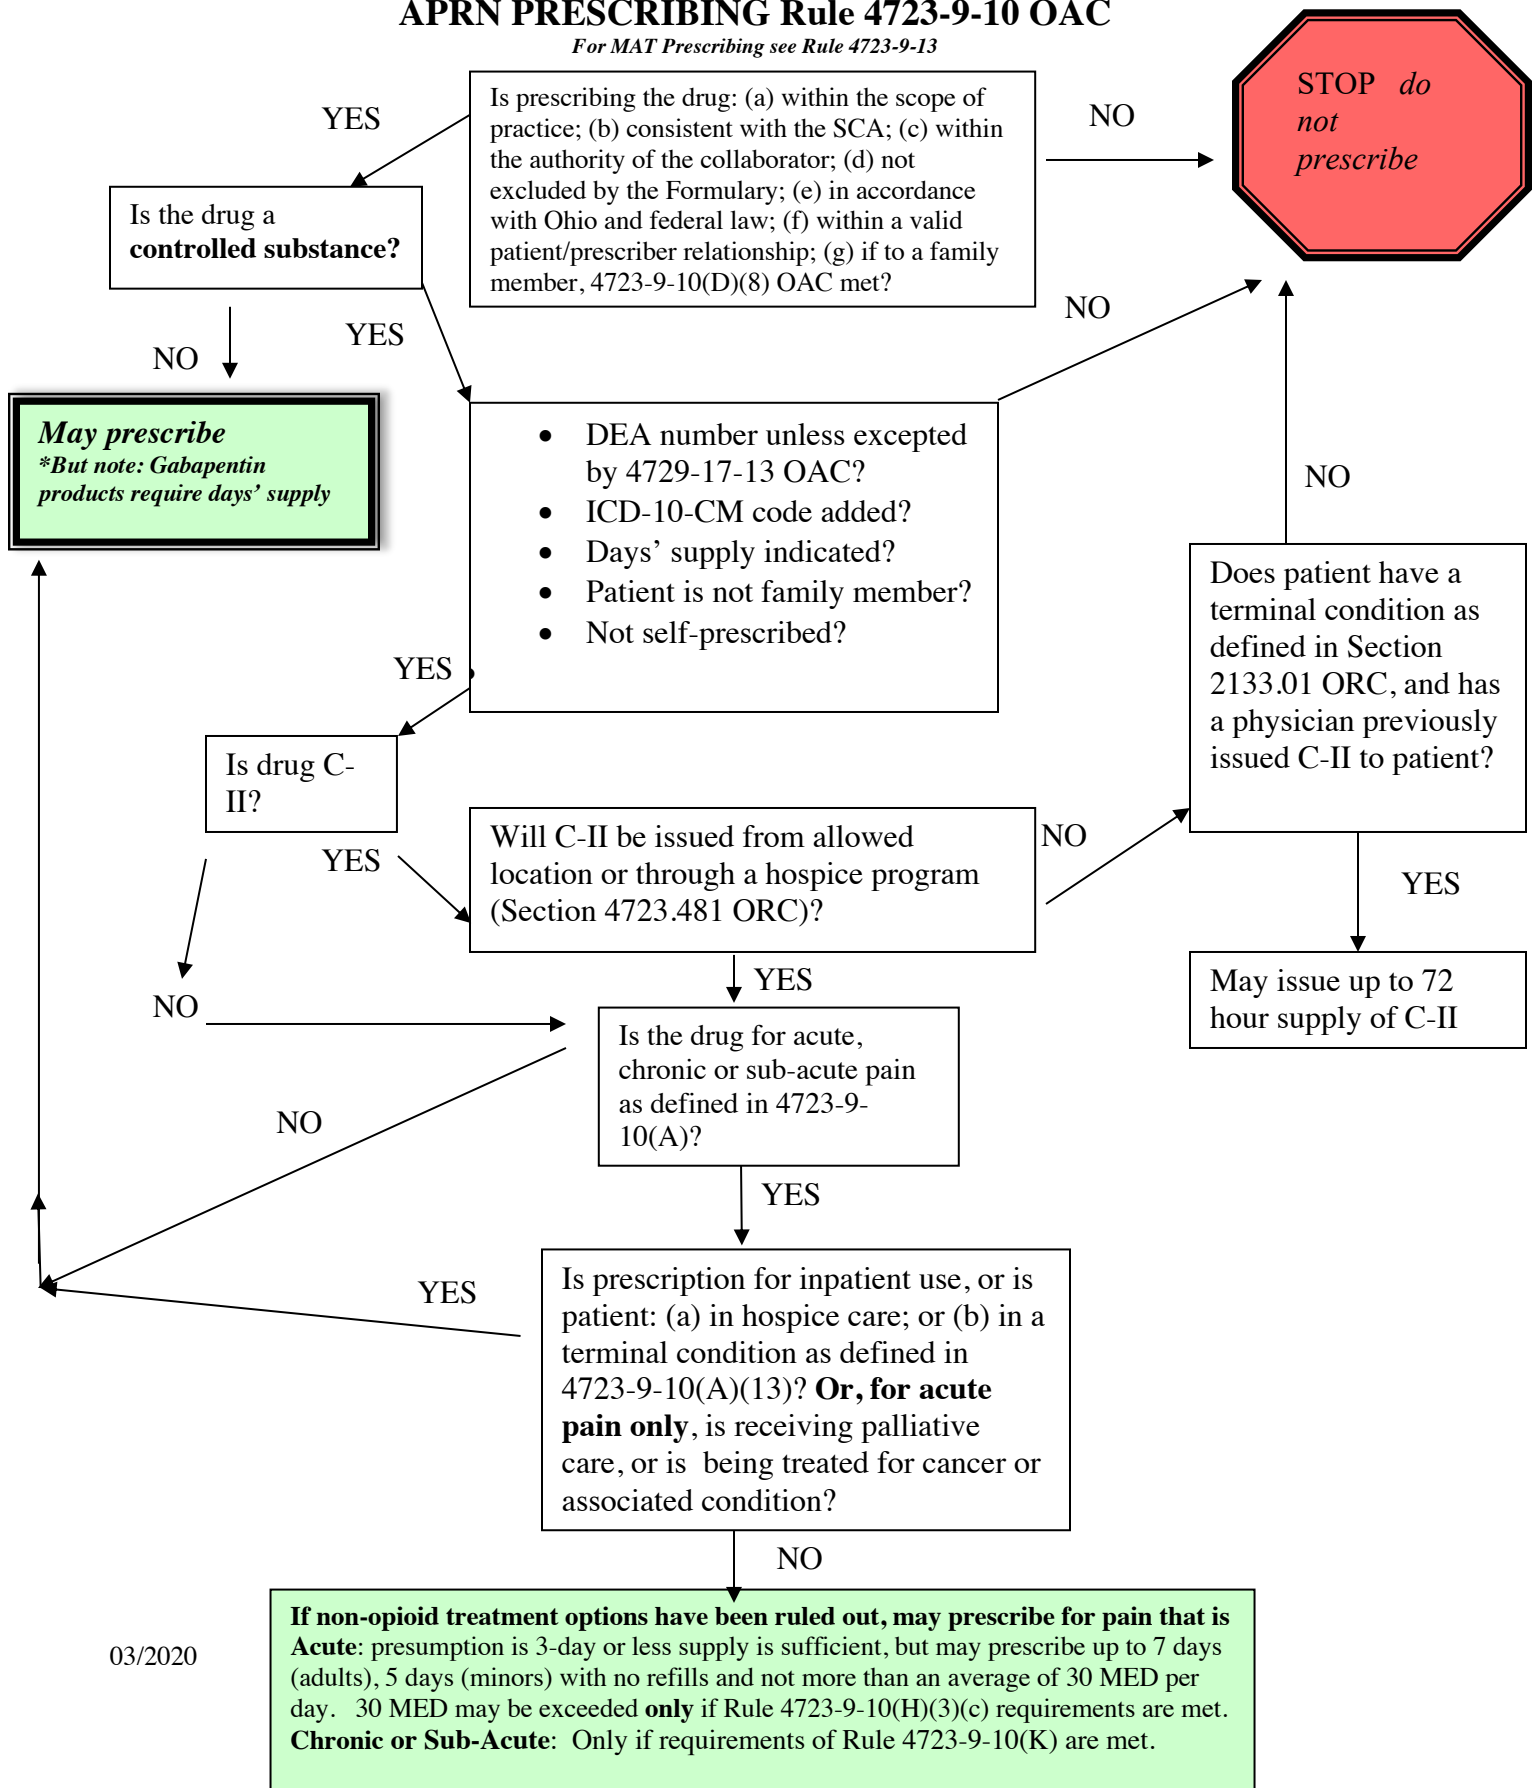 APRN PRESCRIBING Rule 4723-9-10 OAC
For MAT Prescribing see Rule 4723-9-13
STOP do
not
prescribe
YES
Is prescribing the drug: (a) within the scope of
practice; (b) consistent with the SCA; (c) within
the authority of the collaborator; (d) not
excluded by the Formulary; (e) in accordance
with Ohio and federal law; (f) within a valid
patient/prescriber relationship; (g) if to a family
member, 4723-9-10(D)(8) OAC met?
NO
Is the drug a
controlled substance?
NO
YES
NO
May prescribe
*But note: Gabapentin
products require days’ supply
• DEA number unless excepted
by 4729-17-13 OAC?
• ICD-10-CM code added?
• Days’ supply indicated?
• Patient is not family member?
• Not self-prescribed?
•
NO
Does patient have a
terminal condition as
defined in Section
2133.01 ORC, and has
a physician previously
issued C-II to patient?
YES
Is drug C-
II?
YES
Will C-II be issued from allowed
location or through a hospice program
(Section 4723.481 ORC)?
NO
YES
May issue up to 72
hour supply of C-II
NO
YES
Is the drug for acute,
chronic or sub-acute pain
as defined in 4723-9-
10(A)?
NO
YES
YES
Is prescription for inpatient use, or is
patient: (a) in hospice care; or (b) in a
terminal condition as defined in
4723-9-10(A)(13)? Or, for acute
pain only, is receiving palliative
care, or is being treated for cancer or
associated condition?
NO
If non-opioid treatment options have been ruled out, may prescribe for pain that is
Acute: presumption is 3-day or less supply is sufficient, but may prescribe up to 7 days
(adults), 5 days (minors) with no refills and not more than an average of 30 MED per
day. 30 MED may be exceeded only if Rule 4723-9-10(H)(3)(c) requirements are met.
Chronic or Sub-Acute: Only if requirements of Rule 4723-9-10(K) are met.
03/2020